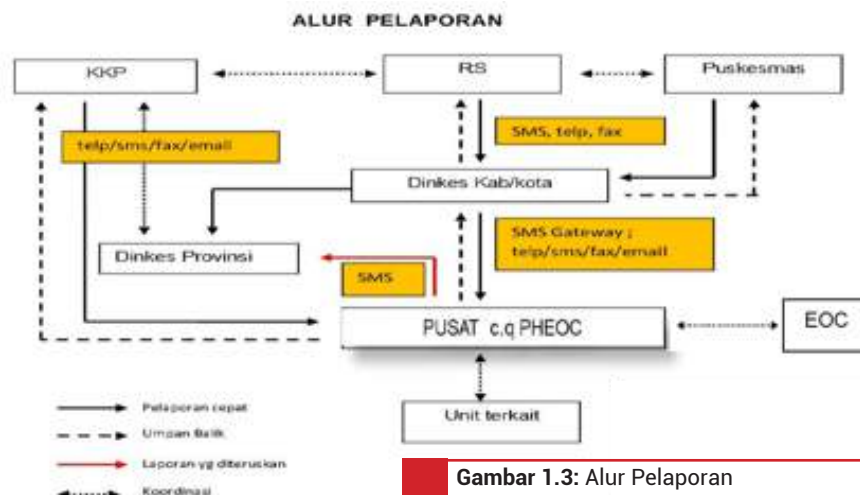 ALUR PELAPORAN
KKP
RS
Puskesmas
telp/sms/fax/email
SMS, telp, fax
Dinkes Kab/kota
Dinkes Provinsi
SMS Gateway ;
telp/sms/fax/email
SMS
PUSAT c.q PHEOC
EOC
Unit terkait
Pelaporan cepat
Umpan Balik
Laporan yg diteruskan
Koordinasi
Gambar 1.3: Alur Pelaporan